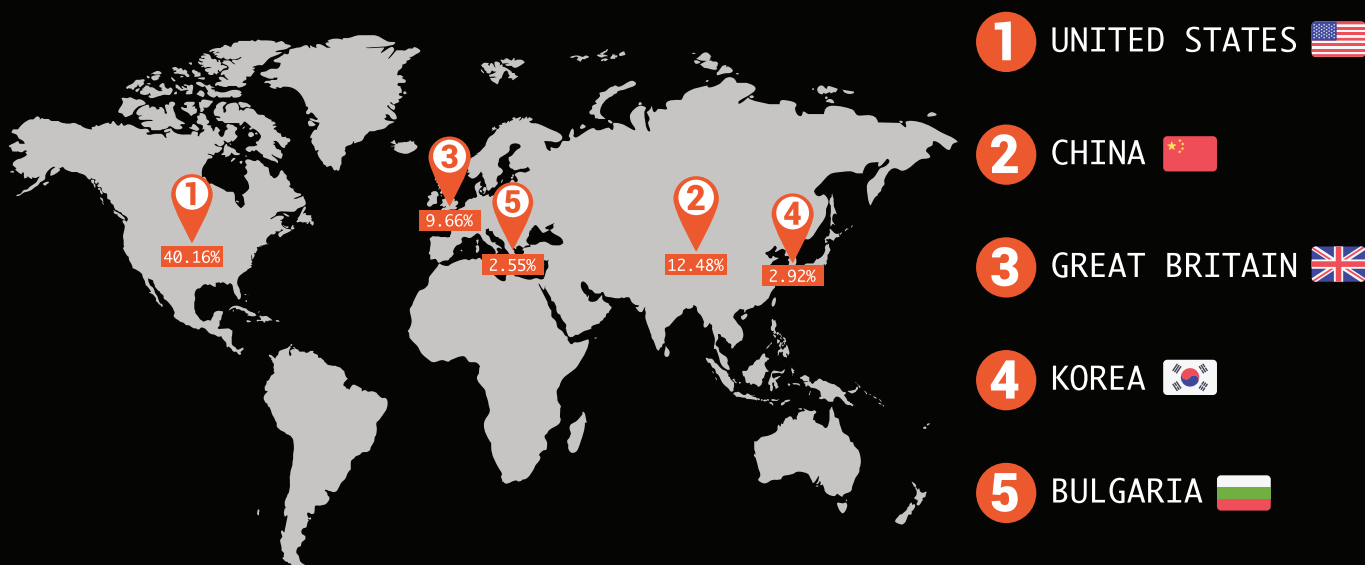 1 UNITED STATES
2 CHINA
3 GREAT BRITAIN
4 KOREA
5 BULGARIA
1
40.16%
3
9.66%
5
2.55%
2
12.48%
4
2.92%